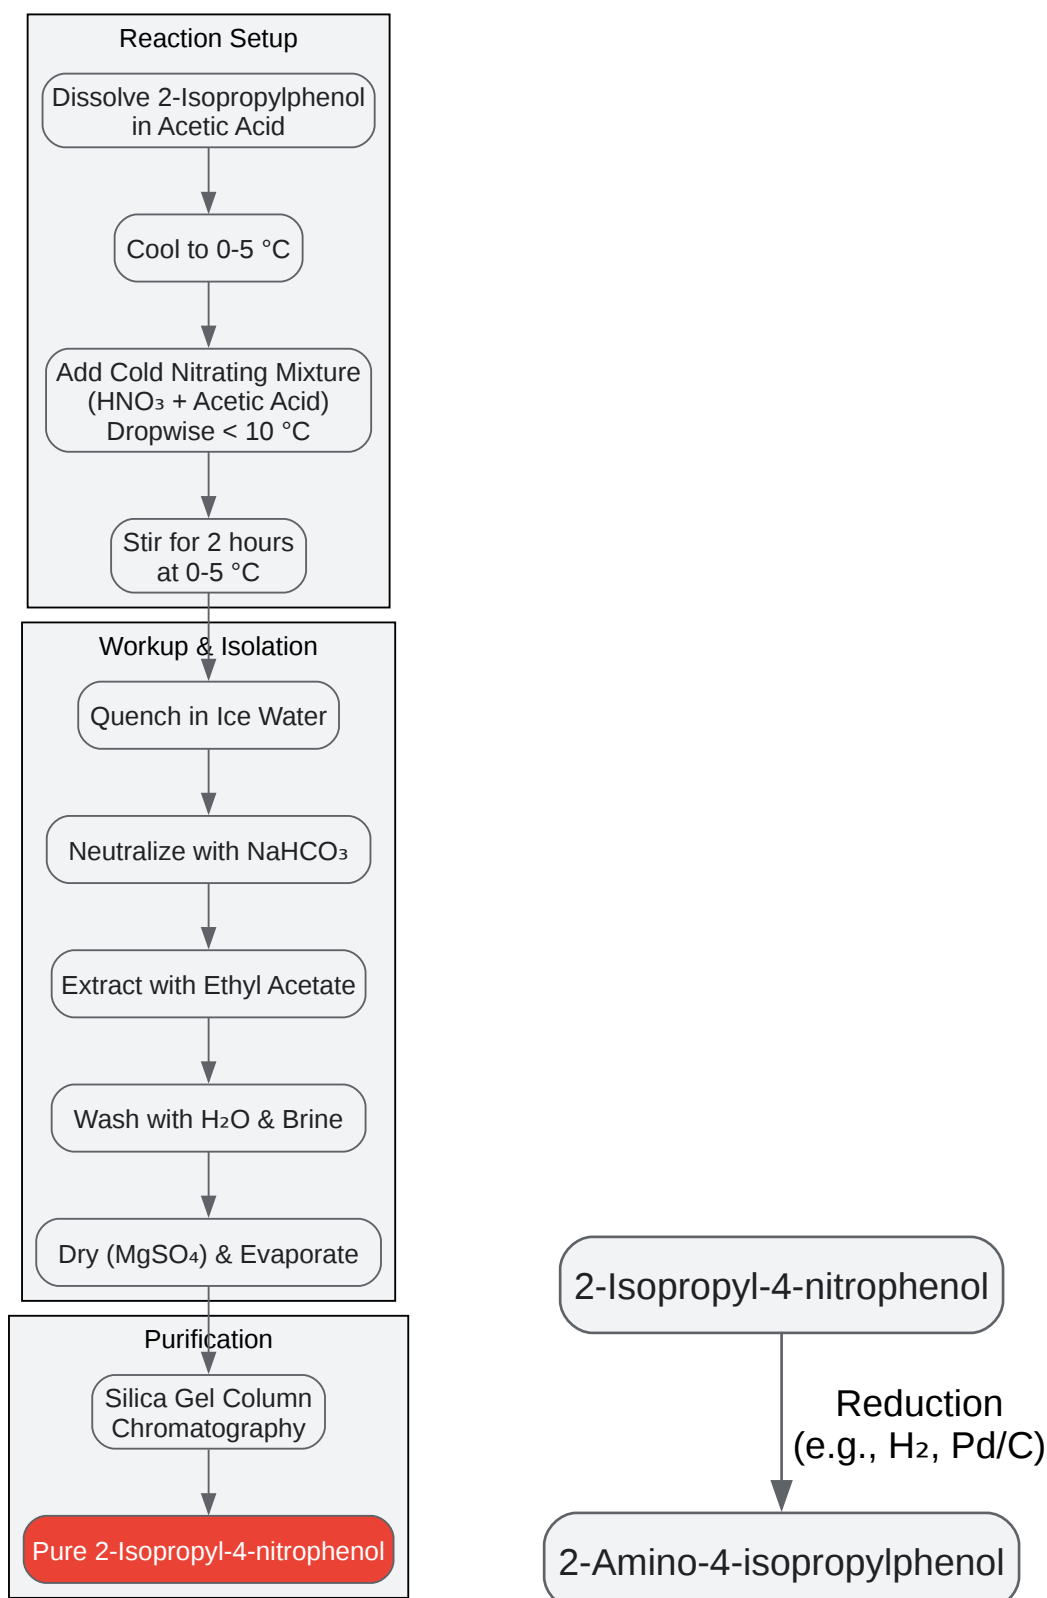 Reaction Setup
Dissolve 2-Isopropylphenol
in Acetic Acid
Cool to 0-5 °C
Add Cold Nitrating Mixture
(HNO₃ + Acetic Acid)
Dropwise < 10 °C
Stir for 2 hours
at 0-5 °C
Workup & Isolation
Quench in Ice Water
Neutralize with NaHCO₃
Extract with Ethyl Acetate
Wash with H₂O & Brine
Dry (MgSO₄) & Evaporate
Purification
Silica Gel Column
Chromatography
Pure 2-Isopropyl-4-nitrophenol
2-Isopropyl-4-nitrophenol
Reduction
(e.g., H₂, Pd/C)
2-Amino-4-isopropylphenol